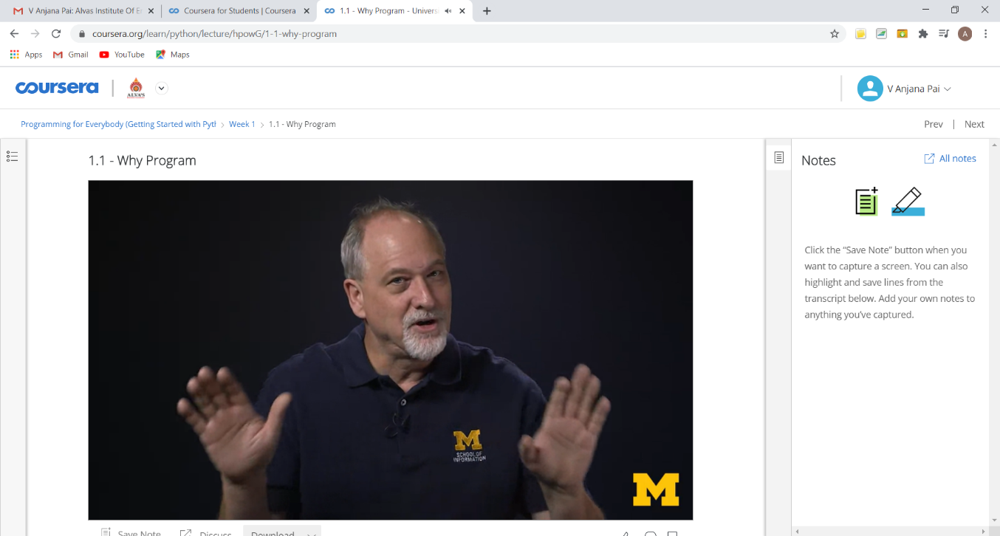 V Anjana Pai: Alvas Institute Of E
Coursera for Students | Coursera
1.1 - Why Program - Univers
coursera.org/learn/python/lecture/hpowG/1-1-why-program
A
Apps
Gmail
YouTube
Maps
coursera
ALVA'S
V Anjana Pai
Programming for Everybody (Getting Started with Pyth
Week 1
1.1 - Why Program
Prev | Next
1.1 - Why Program
Notes
All notes
Click the “Save Note” button when you
want to capture a screen. You can also
highlight and save lines from the
transcript below. Add your own notes to
anything you’ve captured.
M
SCHOOL OF
INFORMATION
M
Save Note
Discuss
Download